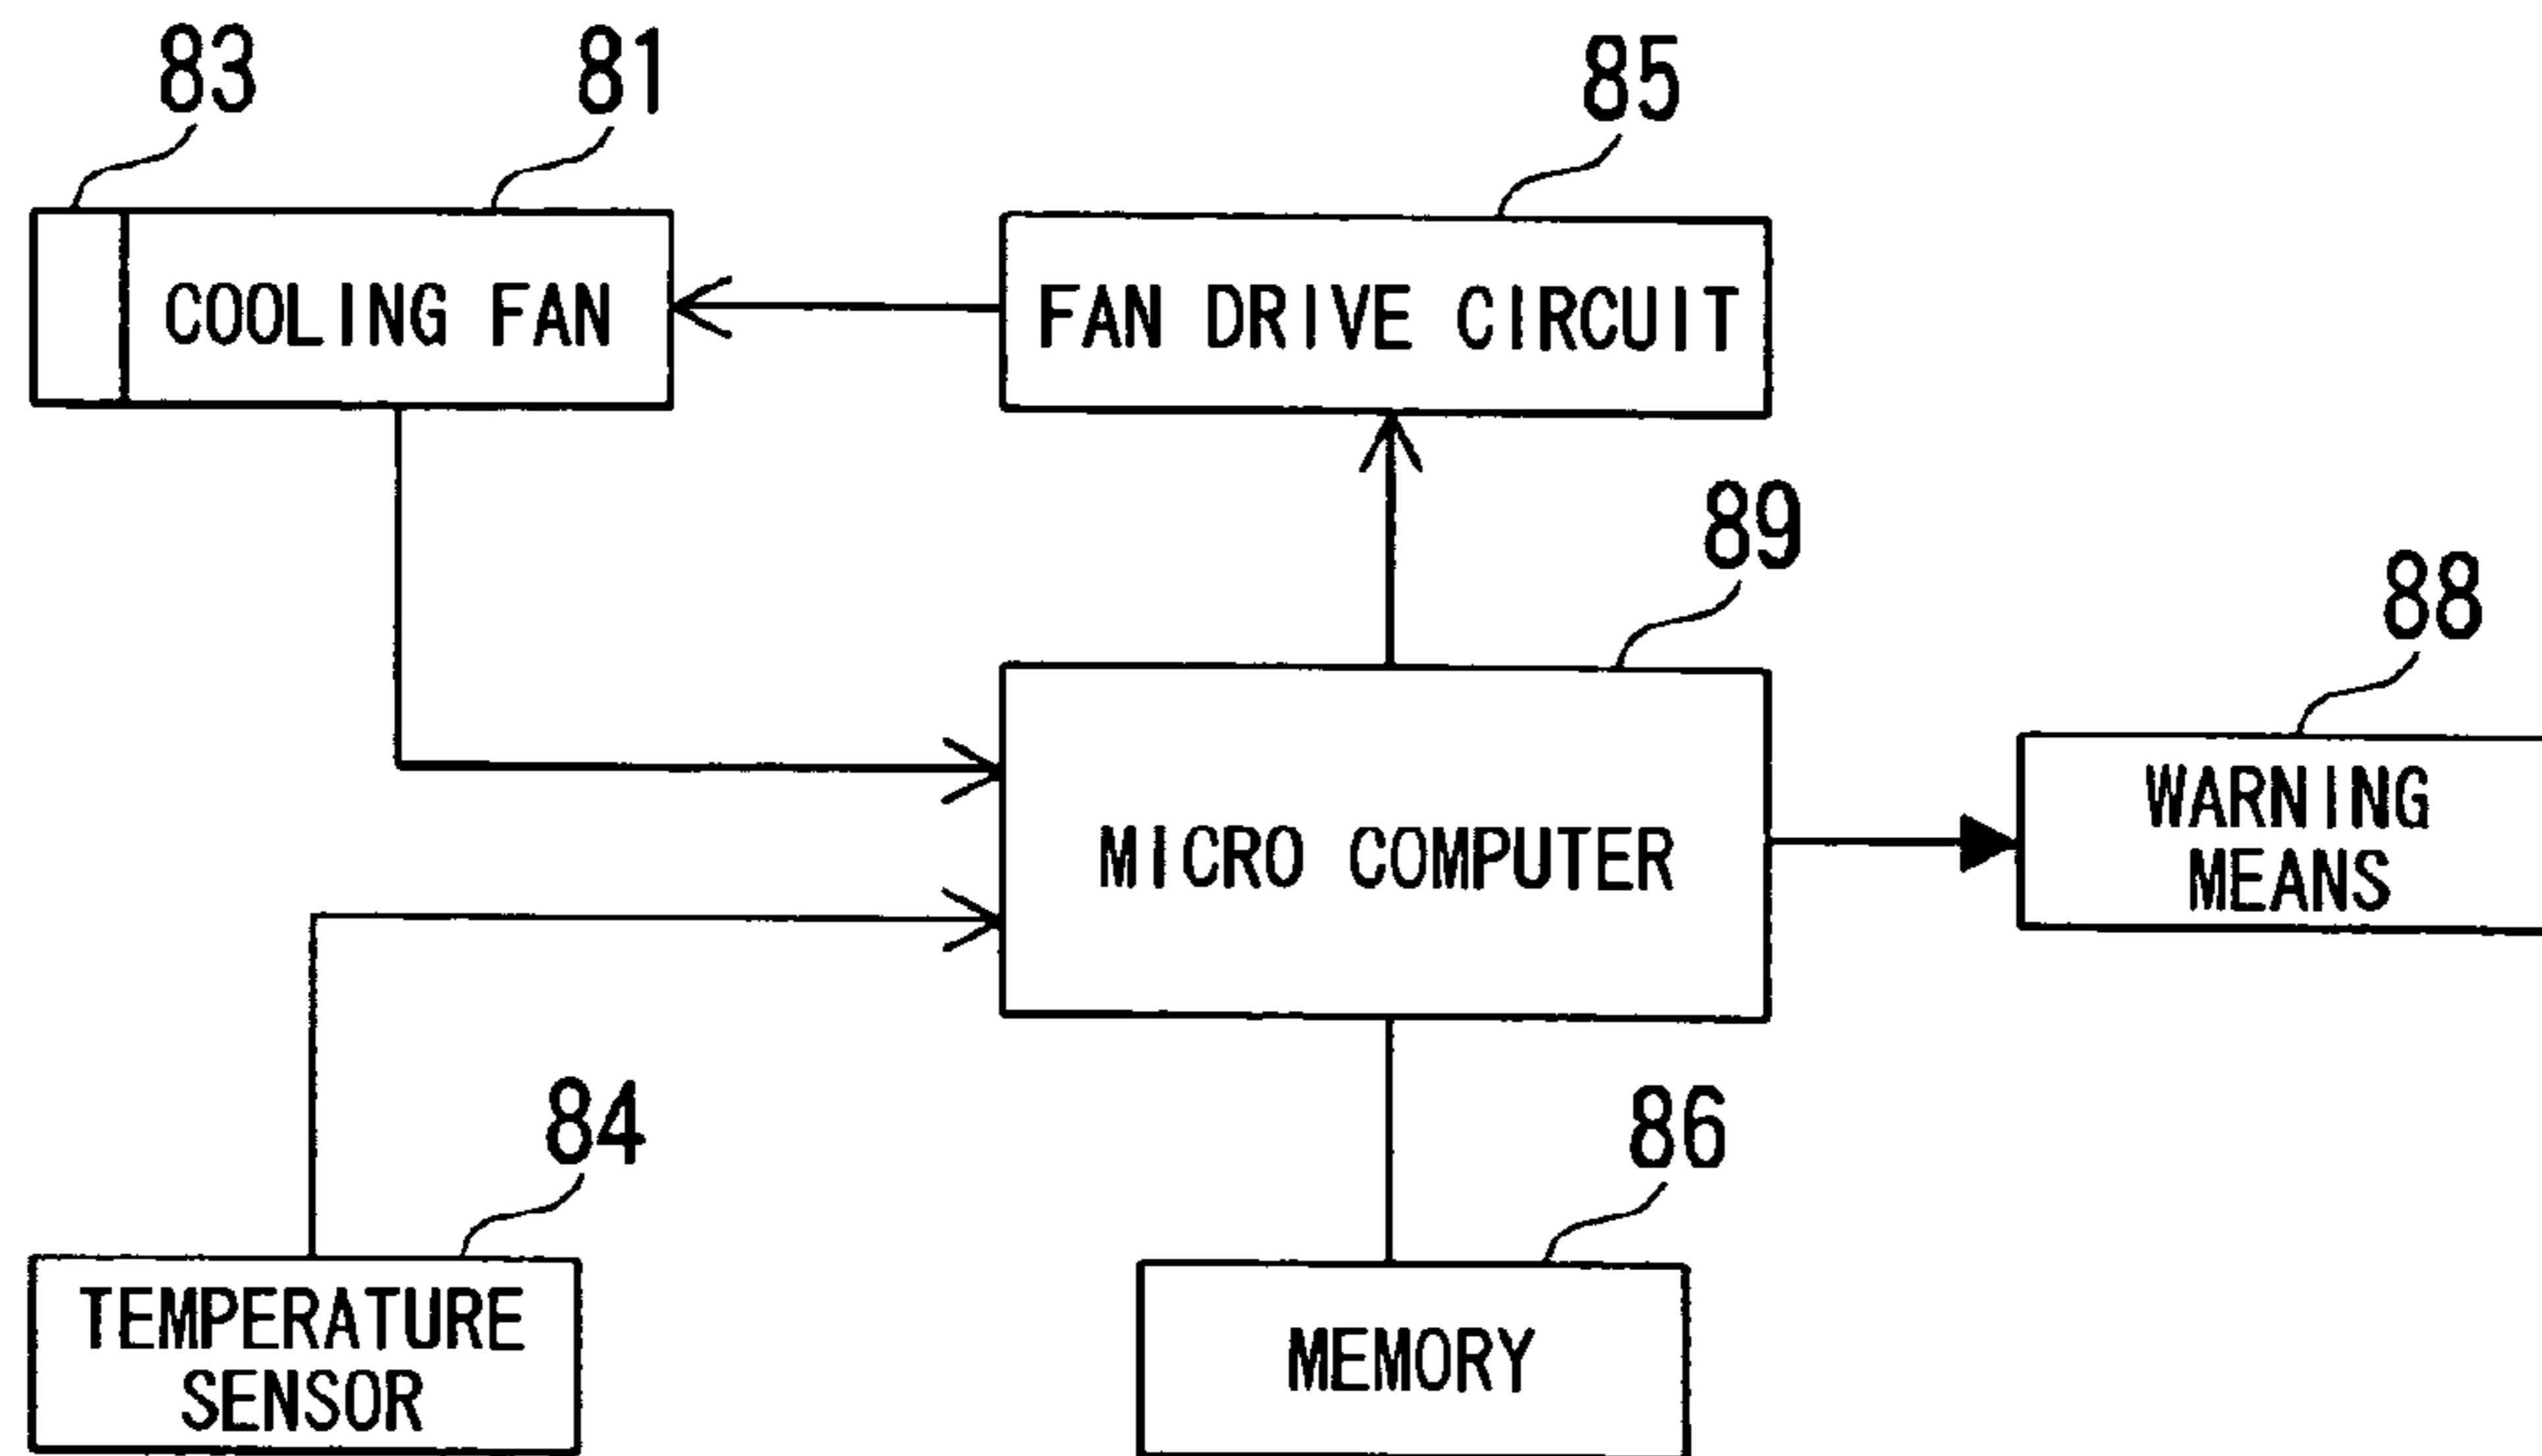 83
81
85
COOLING FAN
FAN DRIVE CIRCUIT
89
88
MICRO COMPUTER
WARNING
MEANS
84
86
TEMPERATURE
SENSOR
MEMORY